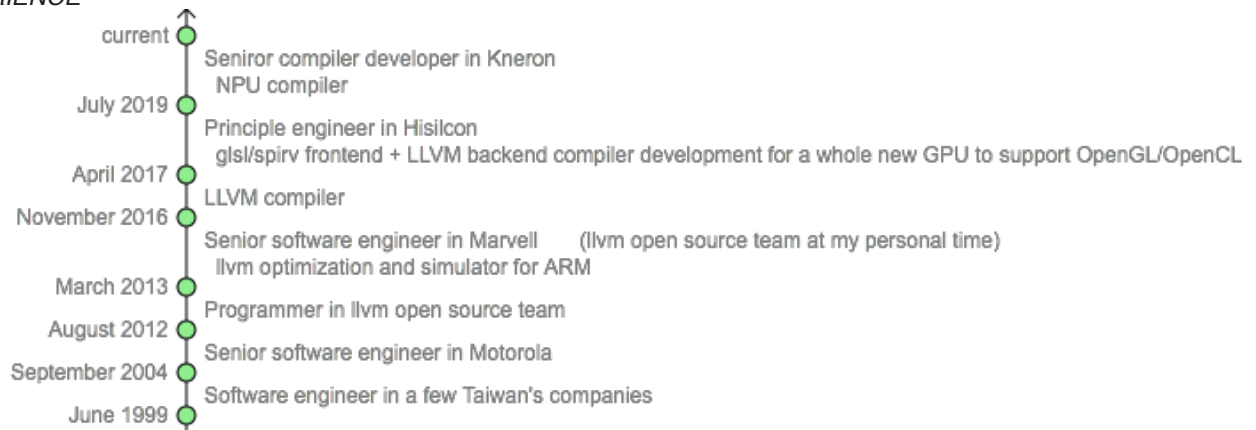 current
Seniror compiler developer in Kneron
NPU compiler
July 2019
Principle engineer in Hisilcon
glsl/spirv frontend + LLVM backend compiler development for a whole new GPU to support OpenGL/OpenCL
April 2017
LLVM compiler
November 2016
Senior software engineer in Marvell (llvm open source team at my personal time)
llvm optimization and simulator for ARM
March 2013
Programmer in llvm open source team
August 2012
Senior software engineer in Motorola
September 2004
Software engineer in a few Taiwan's companies
June 1999